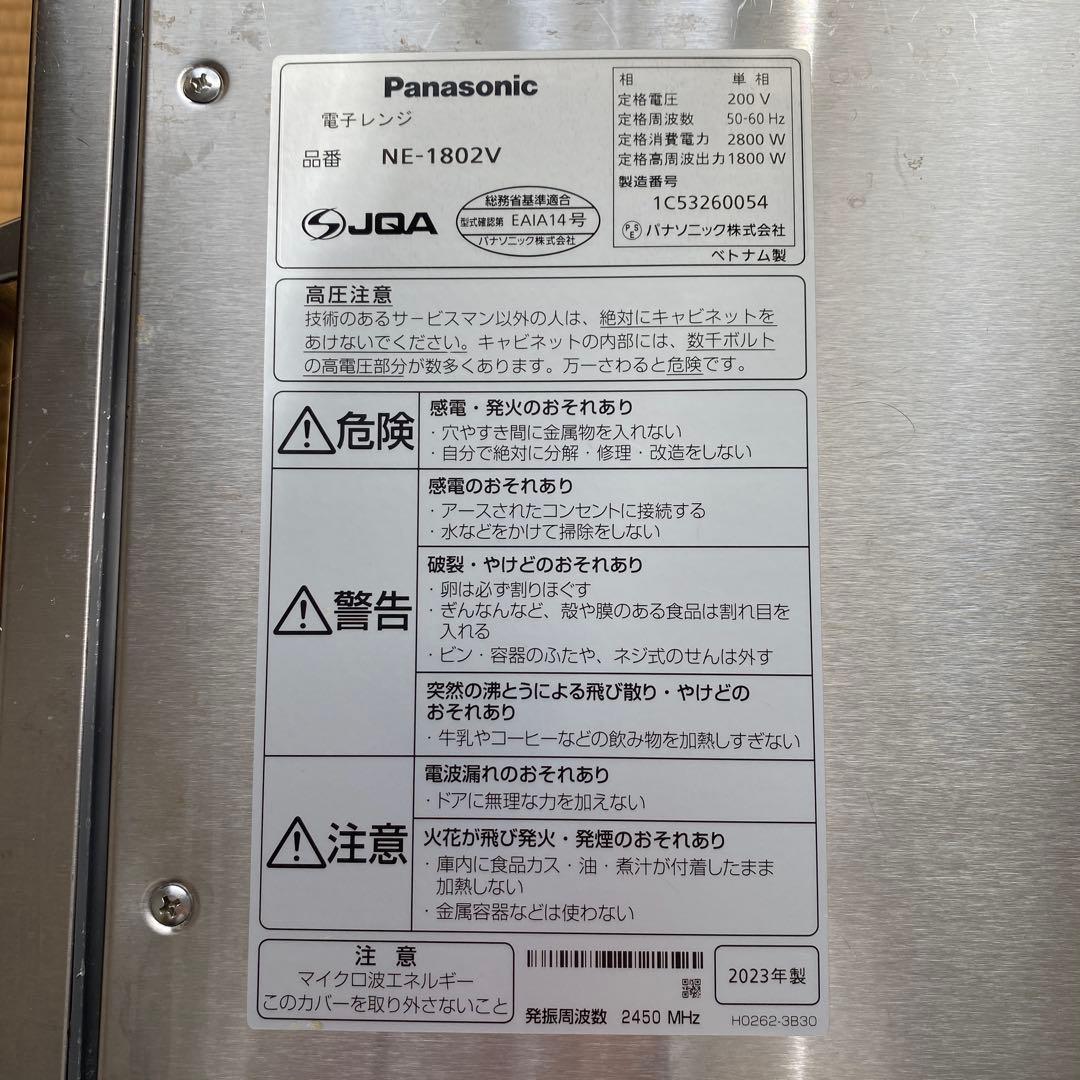 Panasonic
電子レンジ
品番 NE-1802V
JQA
総務省基準適合
型式確認第 EAIA14号
パナソニック株式会社
相 単相
定格電圧 200 V
定格周波数 50-60 Hz
定格消費電力 2800 W
定格高周波出力 1800 W
製造番号
1C53260054
PSE パナソニック株式会社
ベトナム製
高圧注意
技術のあるサービスマン以外の人は、絶対にキャビネットを
あけないでください。キャビネットの内部には、数千ボルト
の高電圧部分が数多くあります。万一さわると危険です。
危険
感電・発火のおそれあり
・穴やすき間に金属物を入れない
・自分で絶対に分解・修理・改造をしない
警告
感電のおそれあり
・アースされたコンセントに接続する
・水などをかけて掃除をしない
破裂・やけどのおそれあり
・卵は必ず割りほぐす
・ぎんなんなど、殻や膜のある食品は割れ目を
入れる
・ビン・容器のふたや、ネジ式のせんは外す
突然の沸とうによる飛び散り・やけどの
おそれあり
・牛乳やコーヒーなどの飲み物を加熱しすぎない
注意
電波漏れのおそれあり
・ドアに無理な力を加えない
火花が飛び発火・発煙のおそれあり
・庫内に食品カス・油・煮汁が付着したまま
加熱しない
・金属容器などは使わない
注意
マイクロ波エネルギー
このカバーを取り外さないこと
発振周波数 2450 MHz
2023年製
H0262-3B30